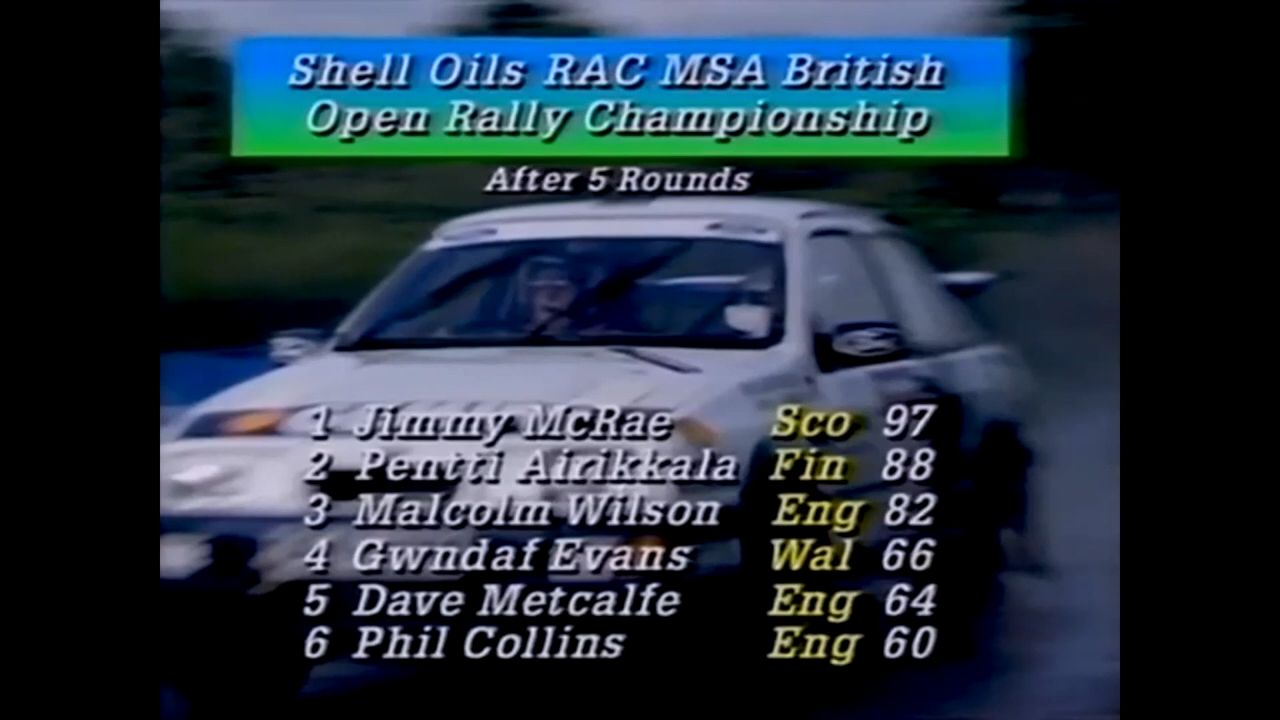 Shell Oils RAC MSA British
Open Rally Championship
After 5 Rounds
1 Jimmy McRae Sco 97
2 Pentti Airikkala Fin 88
3 Malcolm Wilson Eng 82
4 Gwndaf Evans Wal 66
5 Dave Metcalfe Eng 64
6 Phil Collins Eng 60